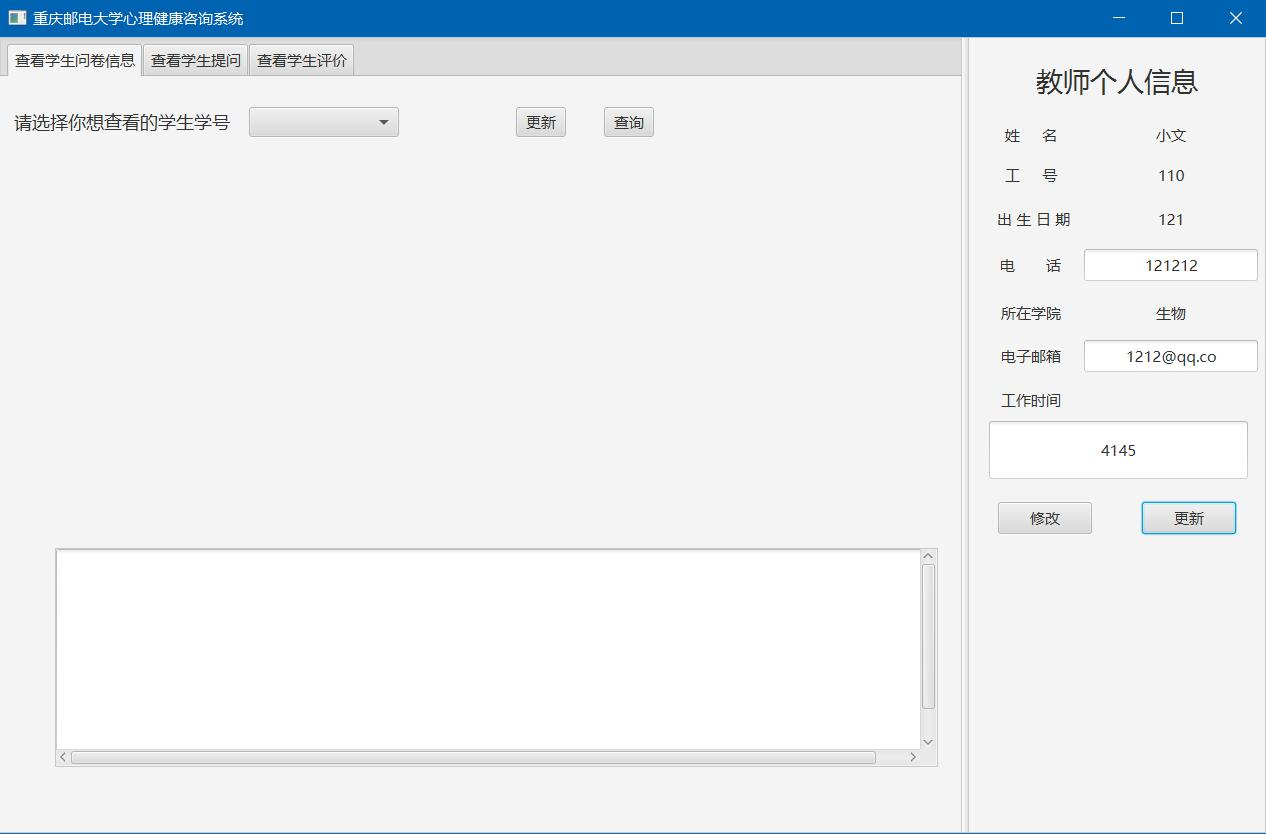 重庆邮电大学心理健康咨询系统
查看学生问卷信息 查看学生提问 查看学生评价
请选择你想查看的学生学号 更新 查询
教师个人信息
姓 名 小文
工 号 110
出 生 日 期 121
电 话 121212
所在学院 生物
电子邮箱 1212@qq.co
工作时间
4145
修改 更新